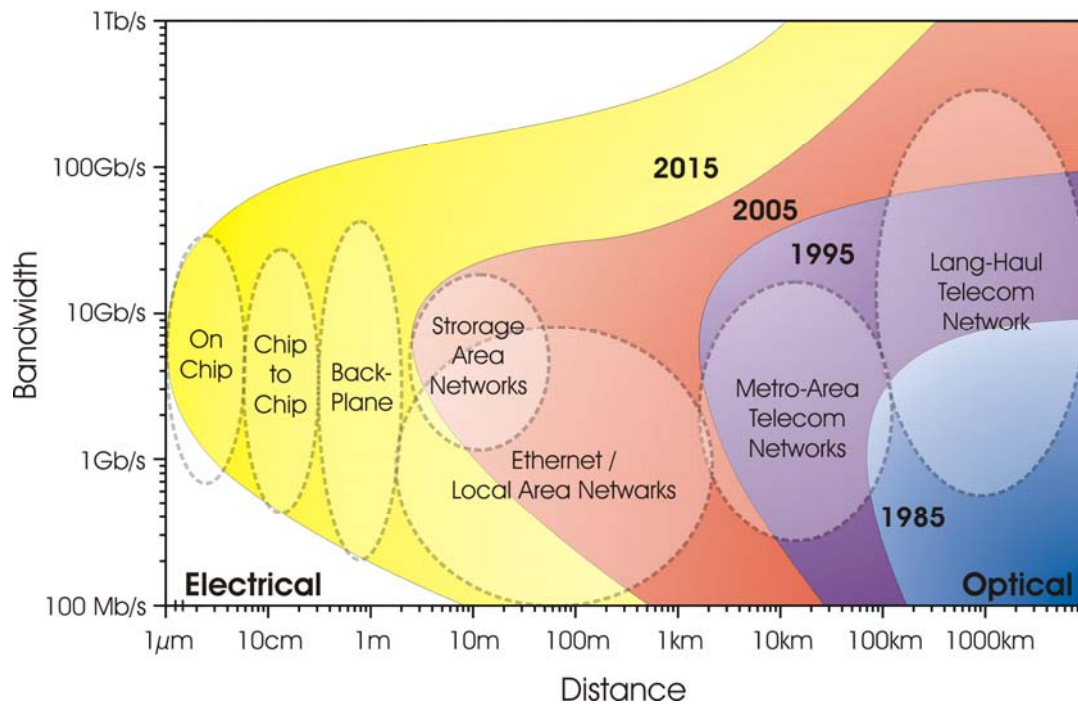 1Tb/s
100Gb/s
10Gb/s
1Gb/s
100 Mb/s
Bandwidth
2015
2005
1995
1985
On
Chip
Chip
to
Chip
Back-
Plane
Strorage
Area
Networks
Ethernet /
Local Area Netwarks
Metro-Area
Telecom
Networks
Lang-Haul
Telecom
Network
Electrical
Optical
1µm
10cm
1m
10m
100m
1km
10km
100km
1000km
Distance